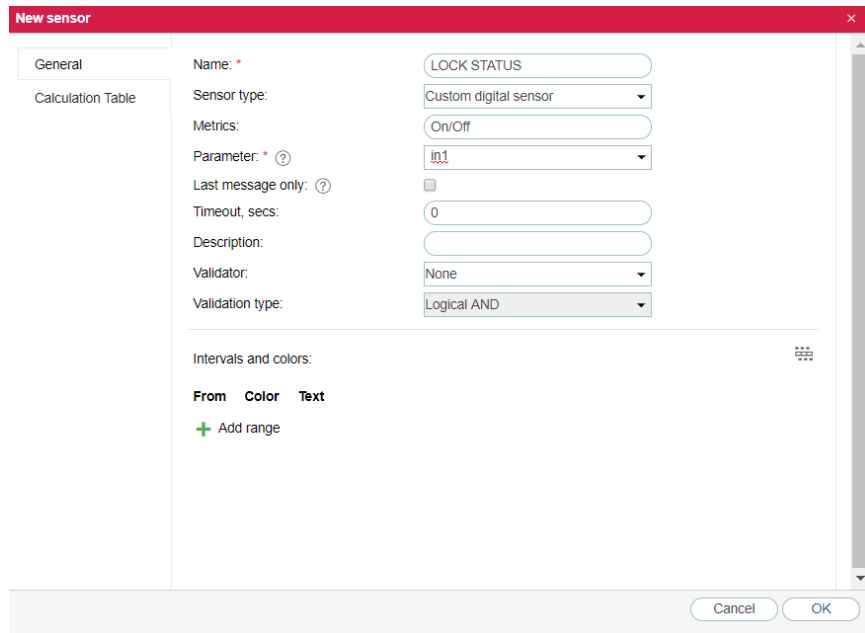 New sensor ×
General
Calculation Table
Name: *
LOCK STATUS
Sensor type:
Custom digital sensor
Metrics:
On/Off
Parameter: * ?
in1
Last message only: ?
Timeout, secs:
0
Description:
Validator:
None
Validation type:
Logical AND
Intervals and colors:
From Color Text
+ Add range
Cancel OK